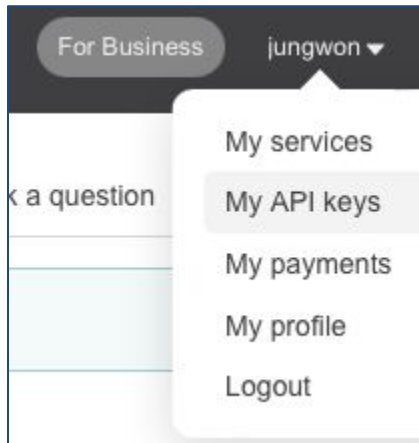 For Business jungwon
My services
k a question My API keys
My payments
My profile
Logout